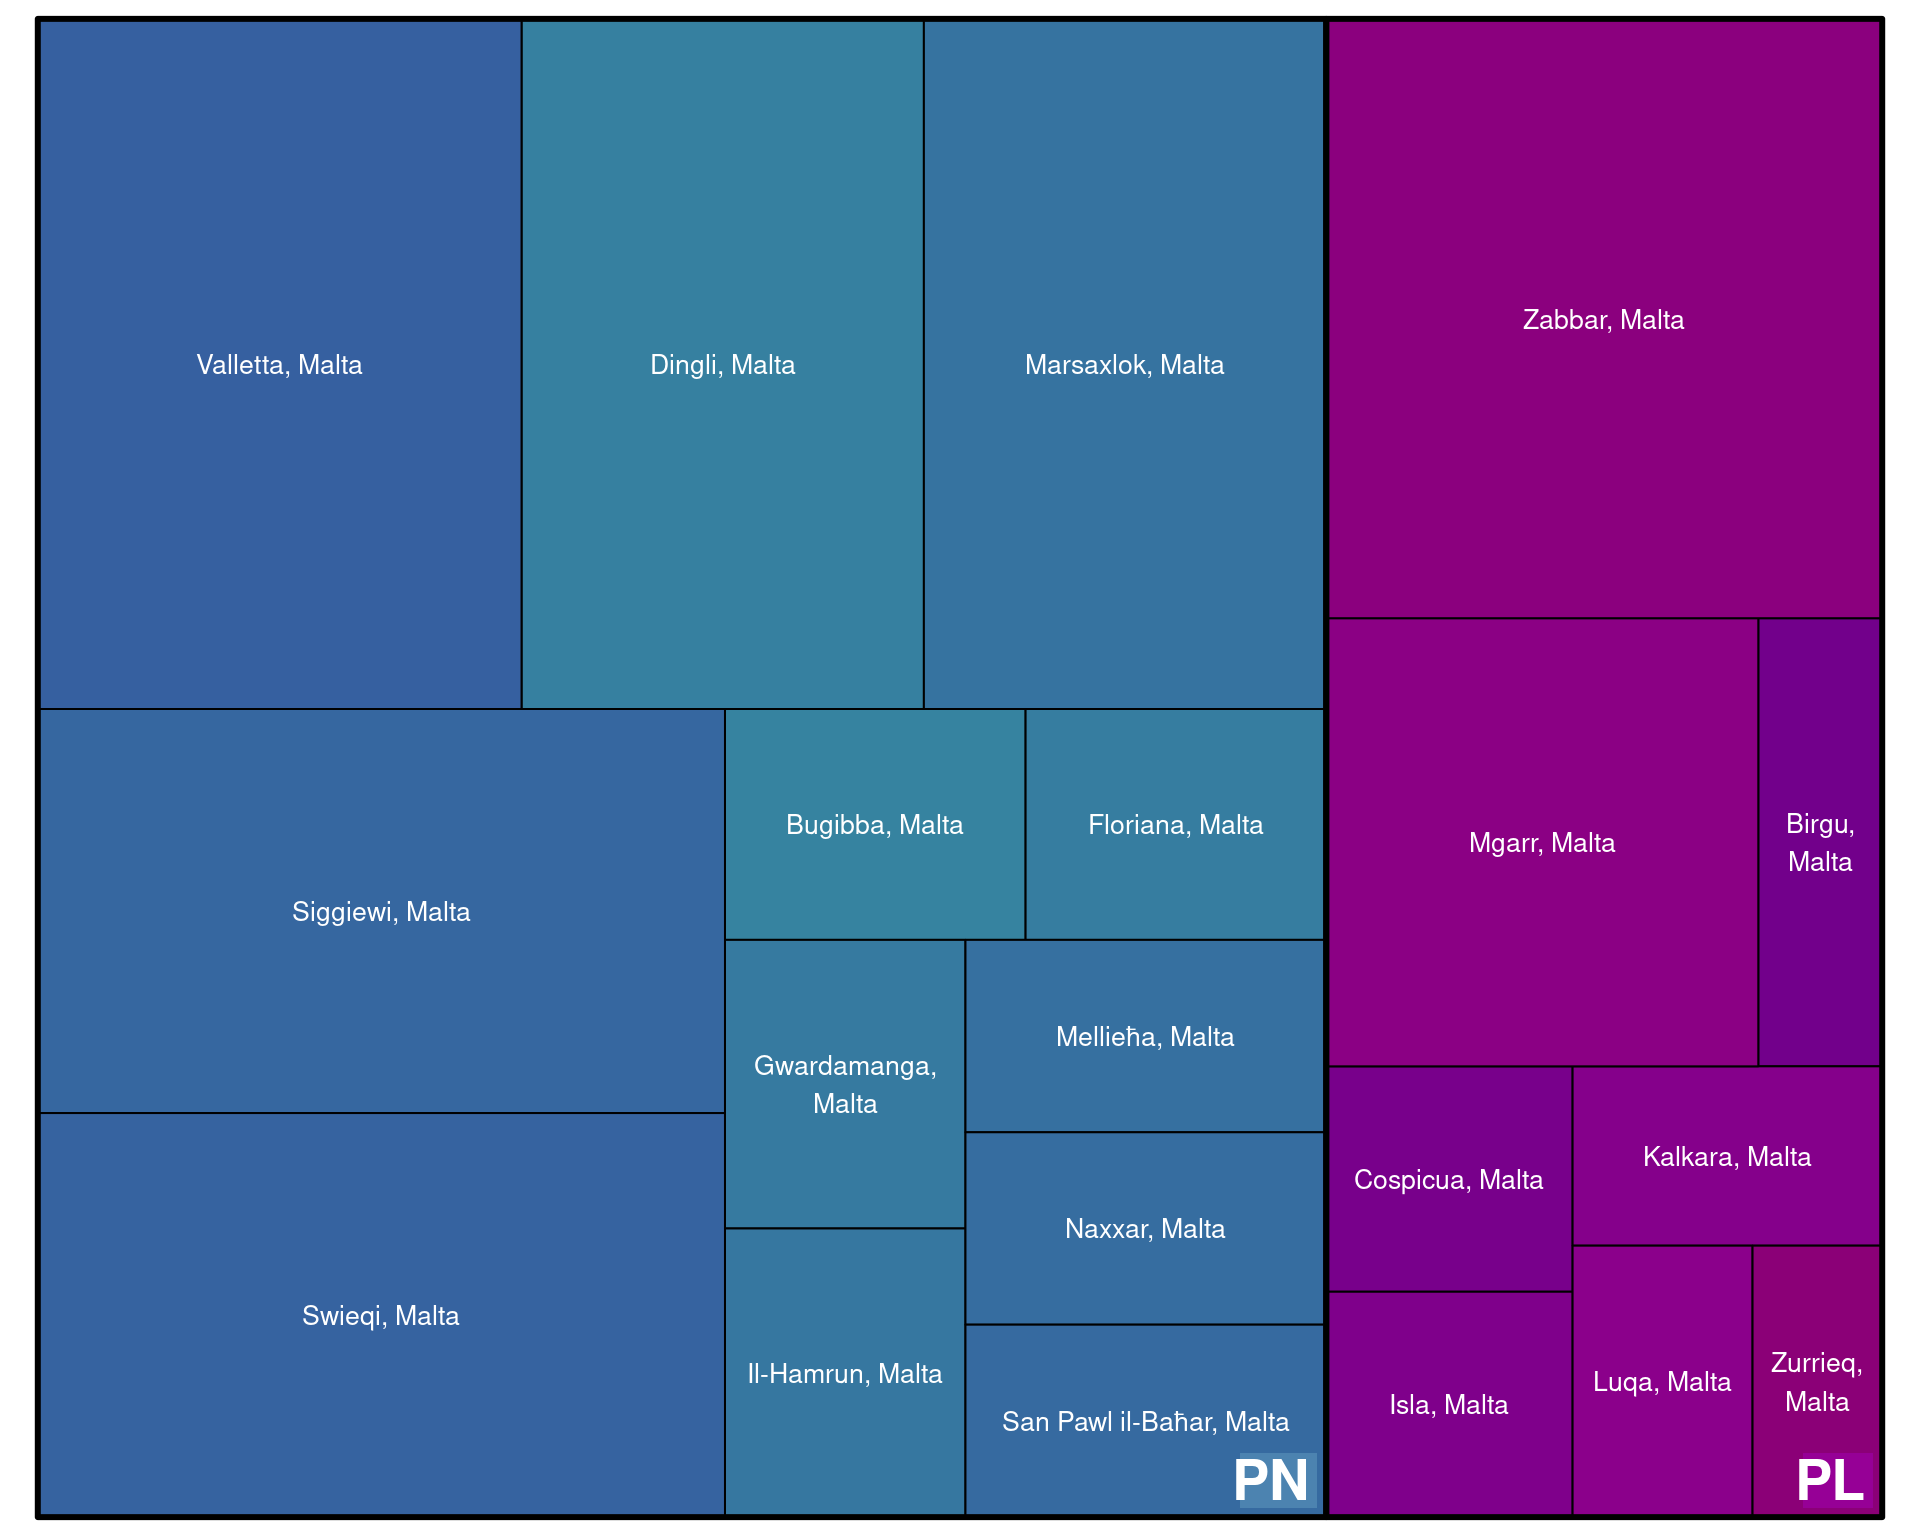 Valletta, Malta
Dingli, Malta
Marsaxlok, Malta
Zabbar, Malta
Siggiewi, Malta
Bugibba, Malta
Floriana, Malta
Mgarr, Malta
Birgu,
Malta
Gwardamanga,
Malta
Mellieħa, Malta
Cospicua, Malta
Kalkara, Malta
Naxxar, Malta
Swieqi, Malta
Il-Hamrun, Malta
San Pawl il-Baħar, Malta
Isla, Malta
Luqa, Malta
Zurrieq,
Malta
PN
PL